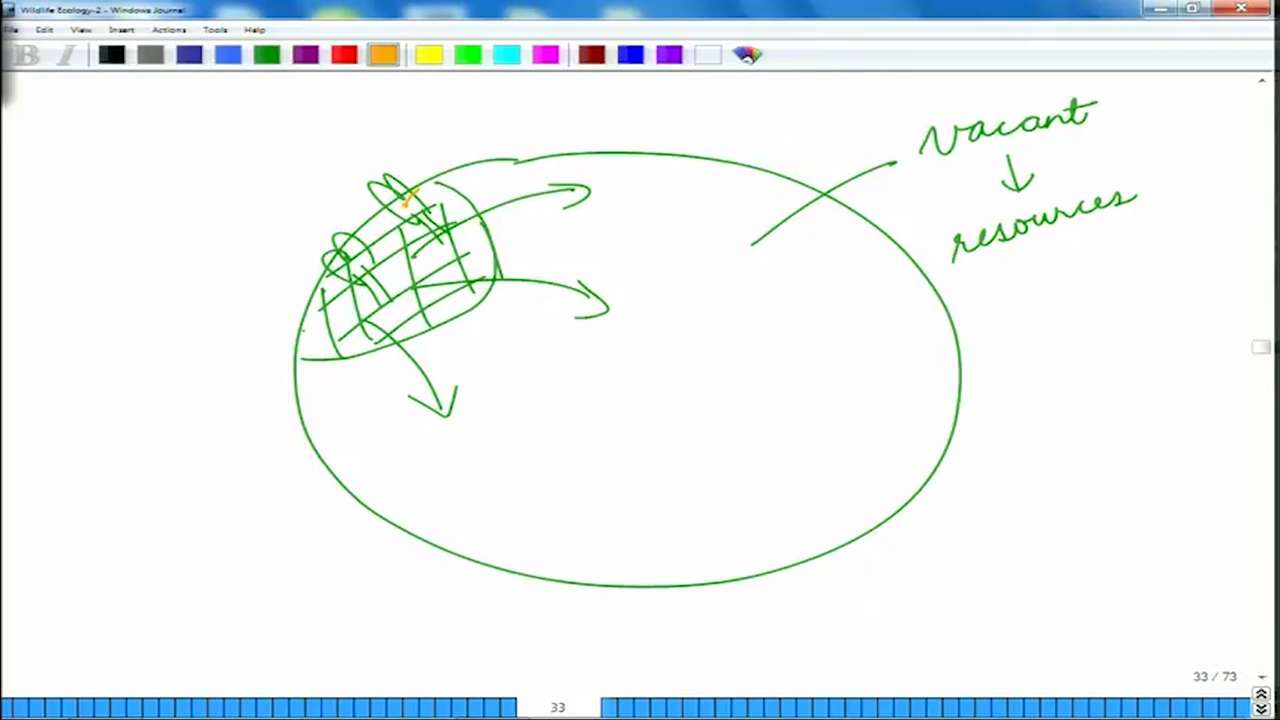 Wildlife Ecology-2 - Windows Journal
File Edit View Insert Actions Tools Help
B I
vacant
resources
33 / 73
33